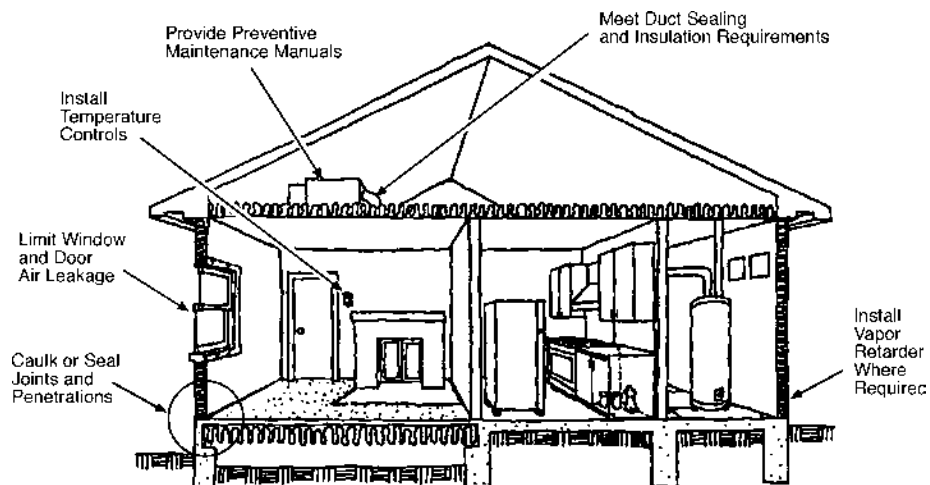 Provide Preventive
Maintenance Manuals
Meet Duct Sealing
and Insulation Requirements
Install
Temperature
Controls
Limit Window
and Door
Air Leakage
Caulk or Seal
Joints and
Penetrations
Install
Vapor
Retarder
Where
Required